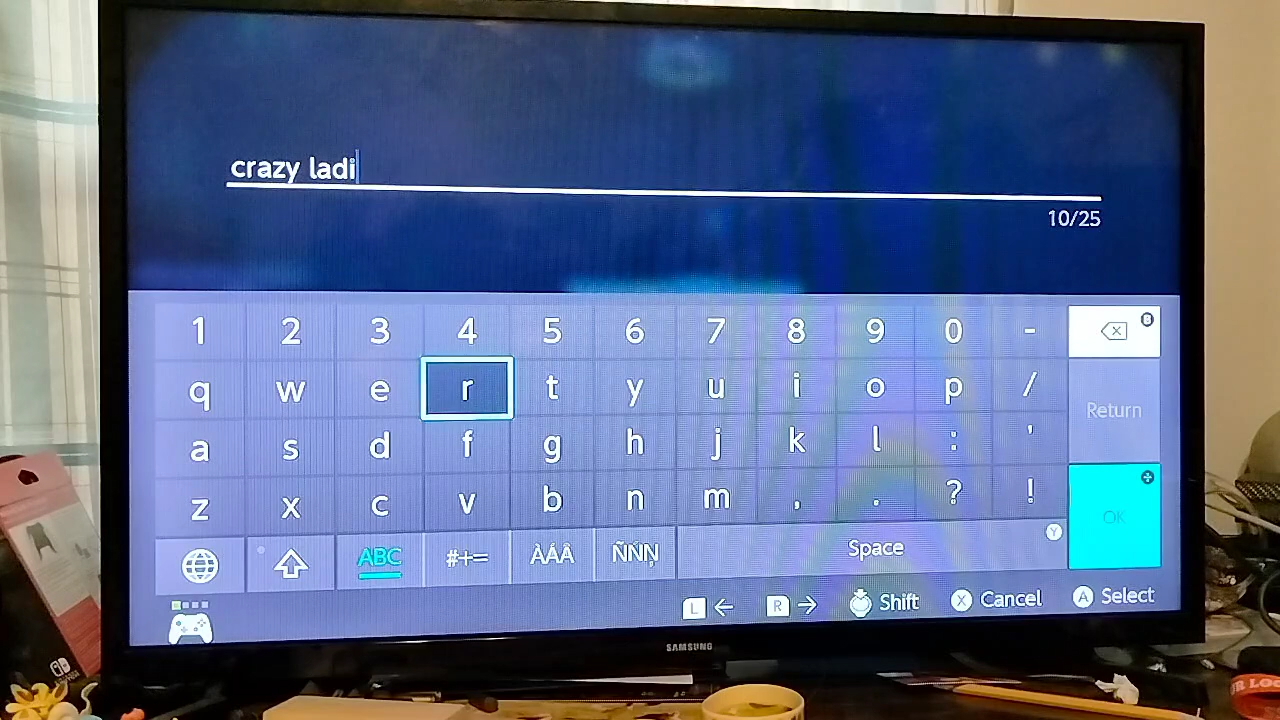 crazy ladi
10/25
1 2 3 4 5 6 7 8 9 0 - B
q w e r t y u i o p / Return
a s d f g h j k l : '
z x c v b n m , . ? ! OK
ABC #+= ÀÁÂ ÑŃŅ Space Y
L ← R → Shift X Cancel A Select
SAMSUNG